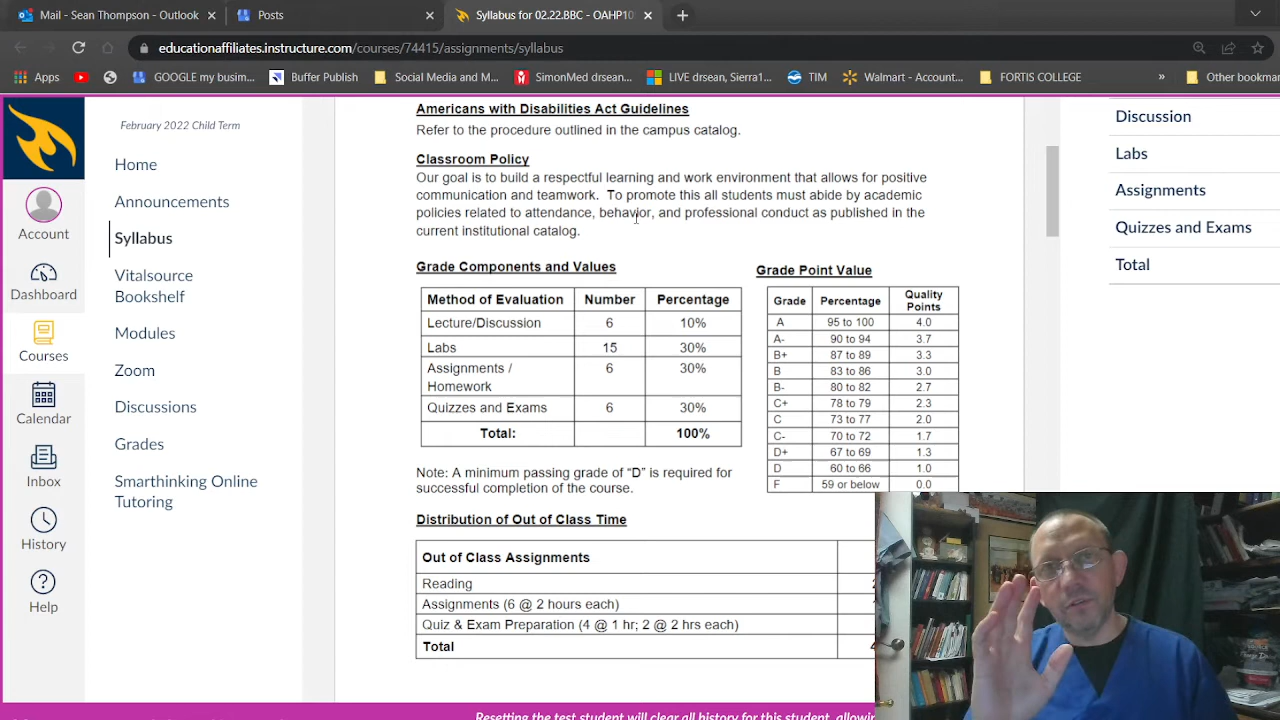 Mail - Sean Thompson - Outlook
Posts
Syllabus for 02.22.BBC - OAHP10
educationaffiliates.instructure.com/courses/74415/assignments/syllabus
Apps
GOOGLE my busim...
Buffer Publish
Social Media and M...
SimonMed drsean...
LIVE drsean, Sierra1...
TIM
Walmart - Account...
FORTIS COLLEGE
»
Other bookmar
February 2022 Child Term
Home
Announcements
Syllabus
Vitalsource
Bookshelf
Modules
Zoom
Discussions
Grades
Smarthinking Online
Tutoring
Account
Dashboard
Courses
Calendar
Inbox
History
Help
Americans with Disabilities Act Guidelines
Refer to the procedure outlined in the campus catalog.
Classroom Policy
Our goal is to build a respectful learning and work environment that allows for positive
communication and teamwork. To promote this all students must abide by academic
policies related to attendance, behavior, and professional conduct as published in the
current institutional catalog.
Grade Components and Values
Method of Evaluation Number Percentage
Lecture/Discussion 6 10%
Labs 15 30%
Assignments /
Homework 6 30%
Quizzes and Exams 6 30%
Total: 100%
Note: A minimum passing grade of “D” is required for
successful completion of the course.
Grade Point Value
Grade Percentage Quality
Points
A 95 to 100 4.0
A- 90 to 94 3.7
B+ 87 to 89 3.3
B 83 to 86 3.0
B- 80 to 82 2.7
C+ 78 to 79 2.3
C 73 to 77 2.0
C- 70 to 72 1.7
D+ 67 to 69 1.3
D 60 to 66 1.0
F 59 or below 0.0
Distribution of Out of Class Time
Out of Class Assignments
Reading
Assignments (6 @ 2 hours each)
Quiz & Exam Preparation (4 @ 1 hr; 2 @ 2 hrs each)
Total
Discussion
Labs
Assignments
Quizzes and Exams
Total
Resetting the test student will clear all history for this student, allowin